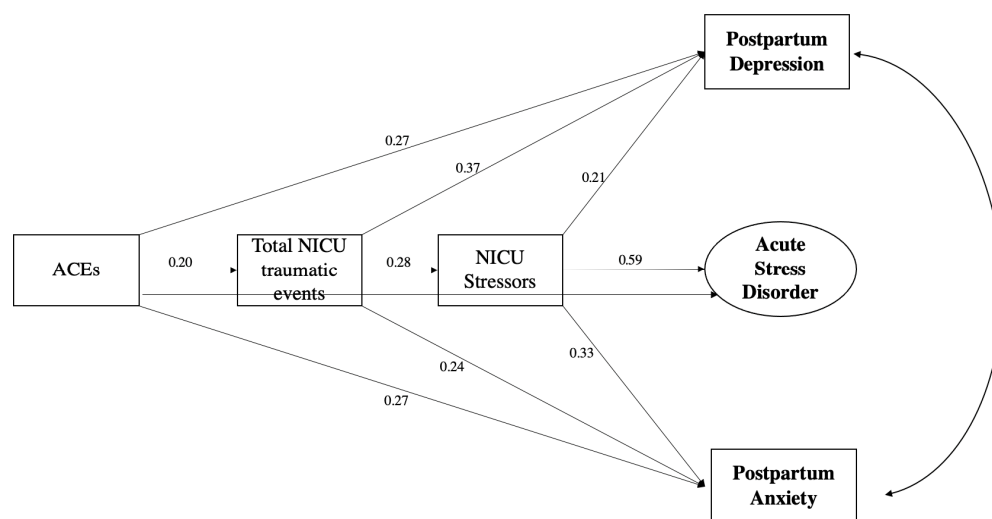 Postpartum
Depression
0.27
0.37
0.21
ACEs
0.20
Total NICU
traumatic
events
0.28
NICU
Stressors
0.59
Acute
Stress
Disorder
0.33
0.24
0.27
Postpartum
Anxiety